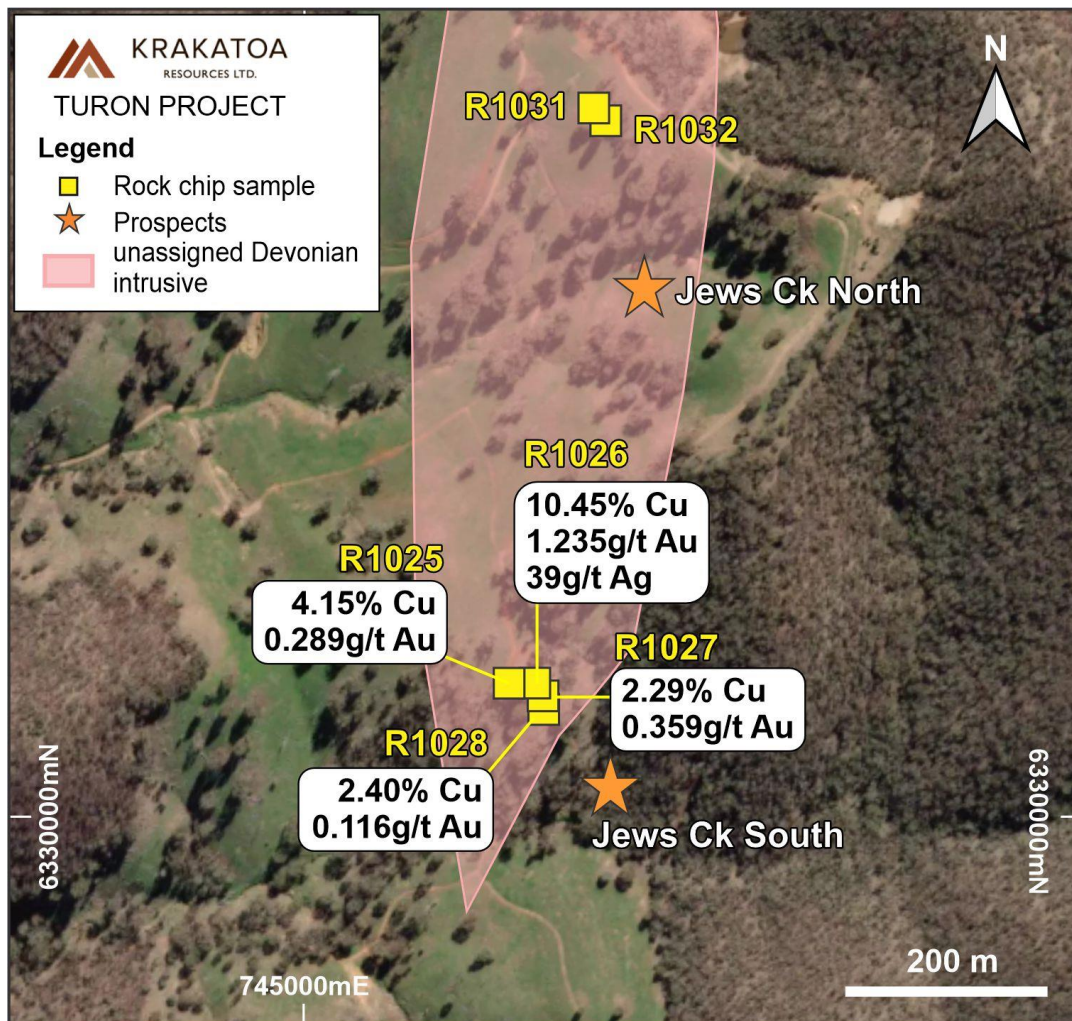 KRAKATOA
RESOURCES LTD.
TURON PROJECT
Legend
Rock chip sample
Prospects
unassigned Devonian
intrusive
N
R1031
R1032
Jews Ck North
R1026
10.45% Cu
1.235g/t Au
39g/t Ag
R1025
4.15% Cu
0.289g/t Au
R1027
2.29% Cu
0.359g/t Au
R1028
2.40% Cu
0.116g/t Au
Jews Ck South
6330000mN
6330000mN
745000mE
200 m